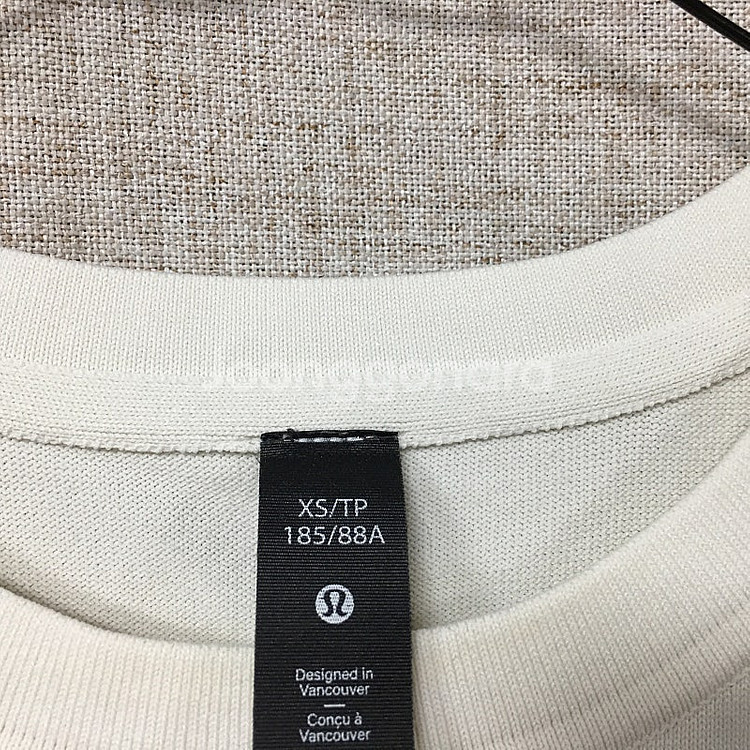 XS/TP
185/88A
Designed in
Vancouver
Conçu à
Vancouver